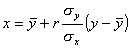 x = ȳ + r σ_y/σ_x (y − ȳ)